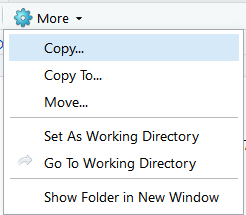 More
Copy...
Copy To...
Move...
Set As Working Directory
Go To Working Directory
Show Folder in New Window